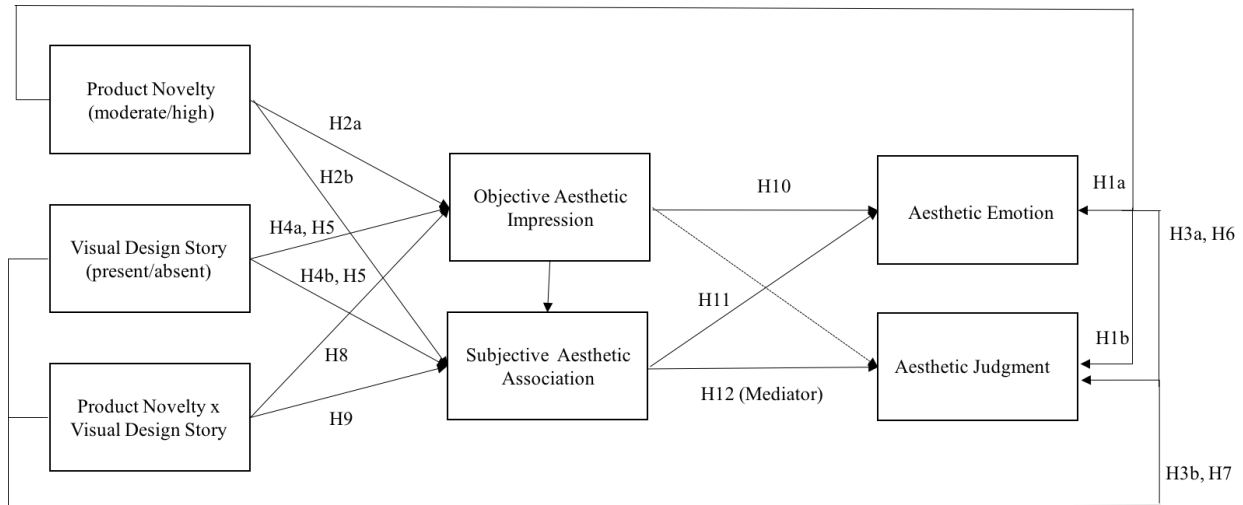 Product Novelty
(moderate/high)
H2a
H2b
Objective Aesthetic
Impression
H10
Aesthetic Emotion
H1a
H3a, H6
Visual Design Story
(present/absent)
H4a, H5
H4b, H5
H11
H8
Subjective Aesthetic
Association
H12 (Mediator)
Aesthetic Judgment
H1b
Product Novelty x
Visual Design Story
H9
H3b, H7